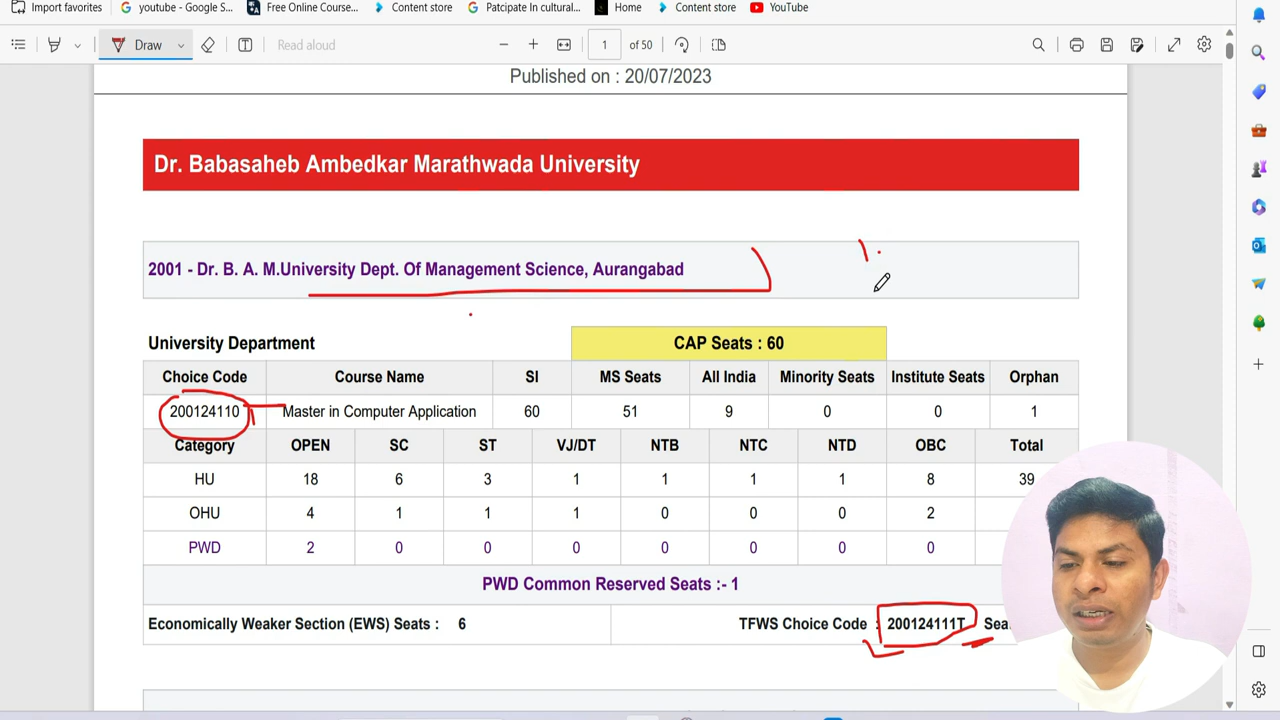 Import favorites youtube - Google S... Free Online Course... Content store Patcipate In cultural... Home Content store YouTube
Draw Read aloud 1 of 50
Published on : 20/07/2023
Dr. Babasaheb Ambedkar Marathwada University
2001 - Dr. B. A. M.University Dept. Of Management Science, Aurangabad
University Department CAP Seats : 60
Choice Code Course Name SI MS Seats All India Minority Seats Institute Seats Orphan
200124110 Master in Computer Application 60 51 9 0 0 1
Category OPEN SC ST VJ/DT NTB NTC NTD OBC Total
HU 18 6 3 1 1 1 1 8 39
OHU 4 1 1 1 0 0 0 2
PWD 2 0 0 0 0 0 0 0
PWD Common Reserved Seats :- 1
Economically Weaker Section (EWS) Seats : 6 TFWS Choice Code : 200124111T